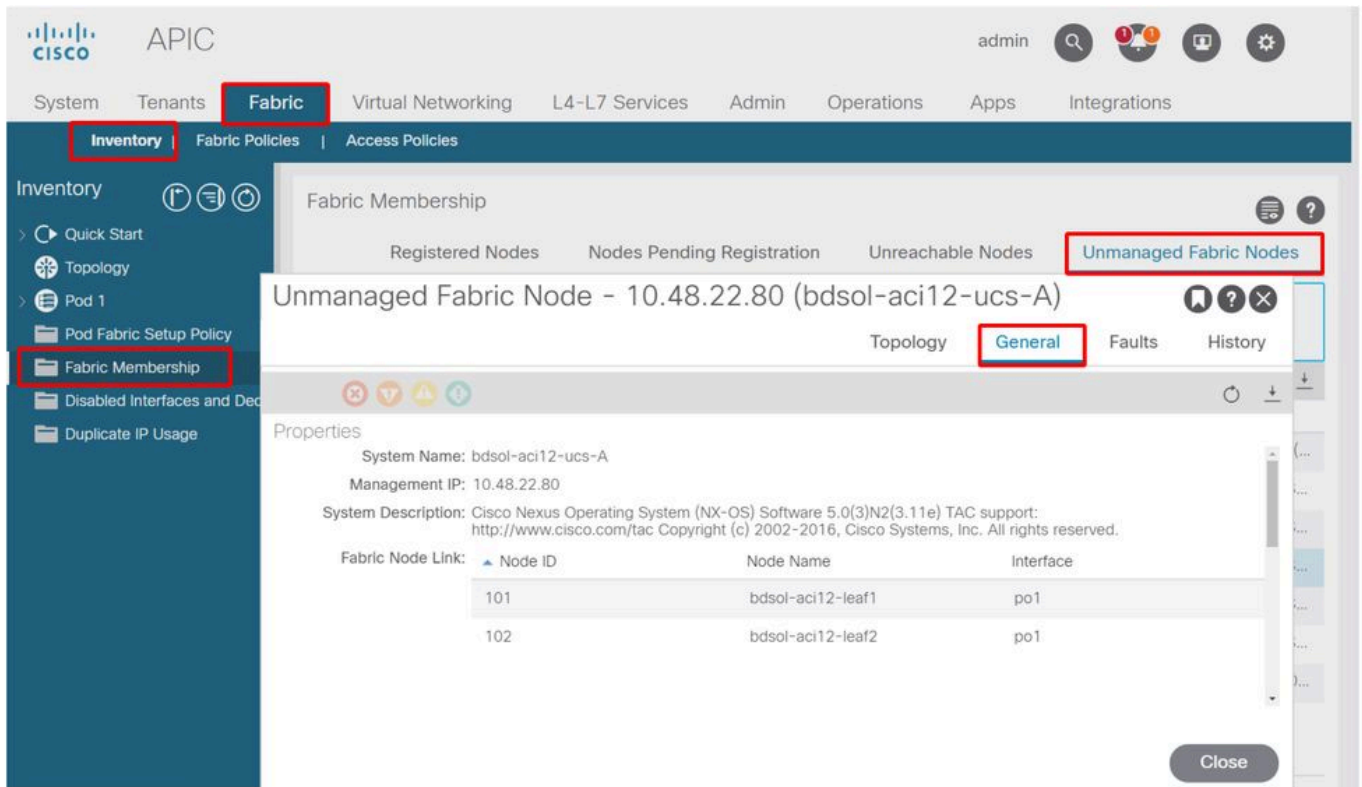 CISCO
APIC
admin
1
1
System Tenants Fabric Virtual Networking L4-L7 Services Admin Operations Apps Integrations
Inventory | Fabric Policies | Access Policies
Inventory
Quick Start
Topology
Pod 1
Pod Fabric Setup Policy
Fabric Membership
Disabled Interfaces and Dec
Duplicate IP Usage
Fabric Membership
Registered Nodes Nodes Pending Registration Unreachable Nodes Unmanaged Fabric Nodes
Unmanaged Fabric Node - 10.48.22.80 (bdsol-aci12-ucs-A)
Topology General Faults History
Properties
System Name: bdsol-aci12-ucs-A
Management IP: 10.48.22.80
System Description: Cisco Nexus Operating System (NX-OS) Software 5.0(3)N2(3.11e) TAC support:
http://www.cisco.com/tac Copyright (c) 2002-2016, Cisco Systems, Inc. All rights reserved.
Fabric Node Link: Node ID Node Name Interface
101 bdsol-aci12-leaf1 po1
102 bdsol-aci12-leaf2 po1
Close